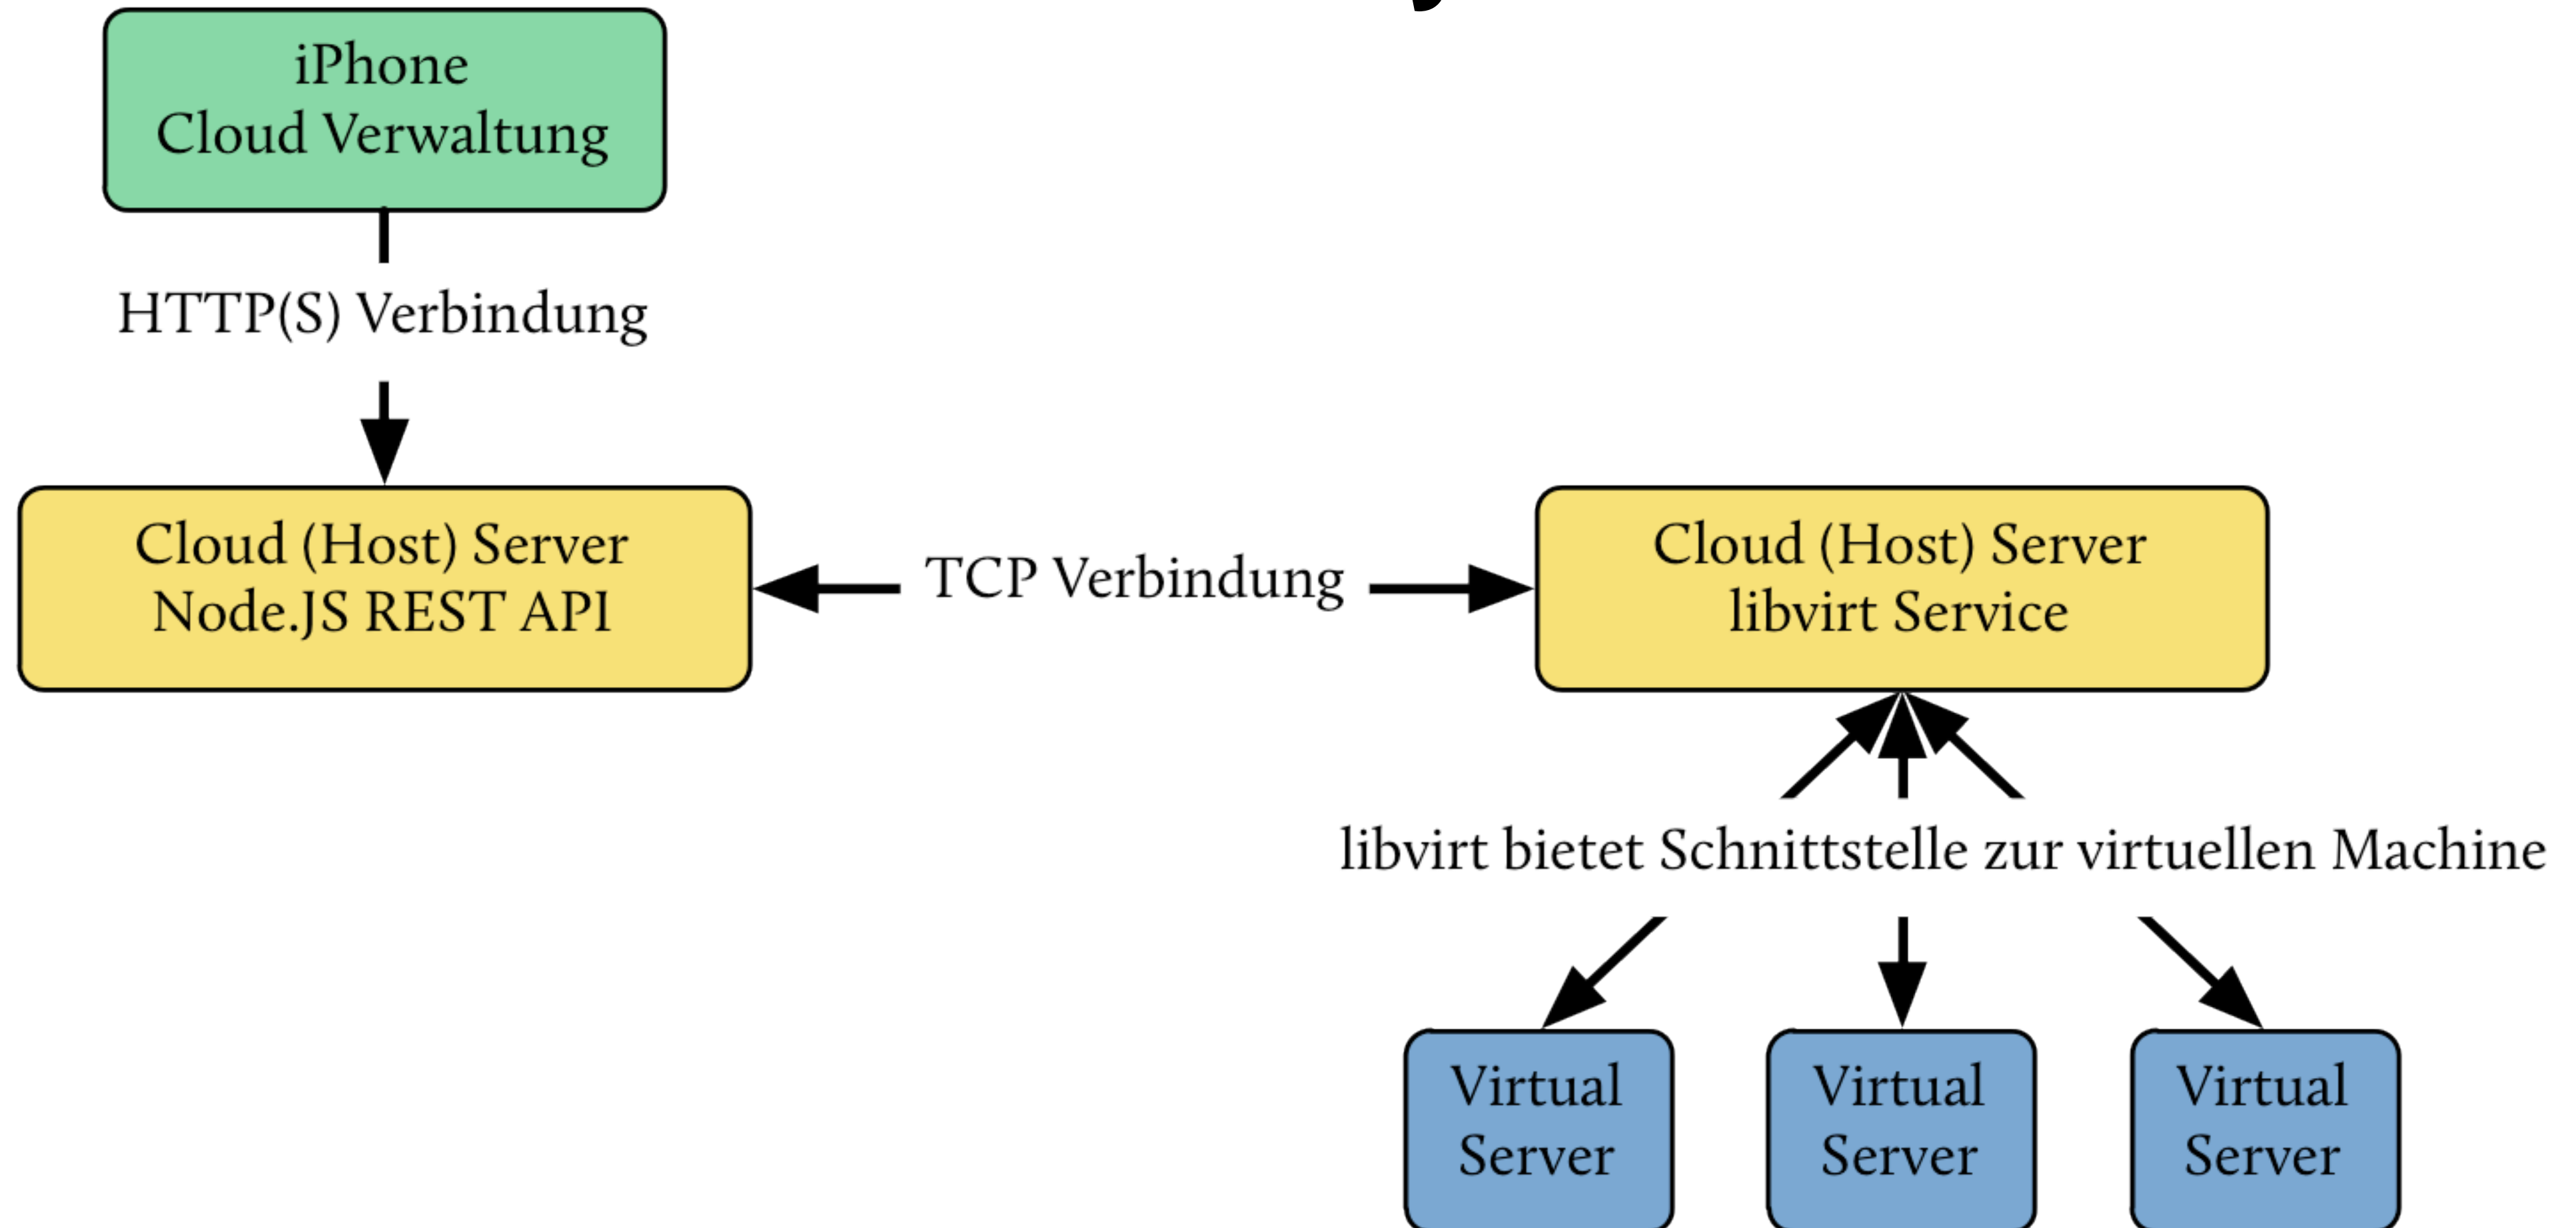 iPhone
Cloud Verwaltung
HTTP(S) Verbindung
Cloud (Host) Server
Node.JS REST API
TCP Verbindung
Cloud (Host) Server
libvirt Service
libvirt bietet Schnittstelle zur virtuellen Machine
Virtual
Server
Virtual
Server
Virtual
Server